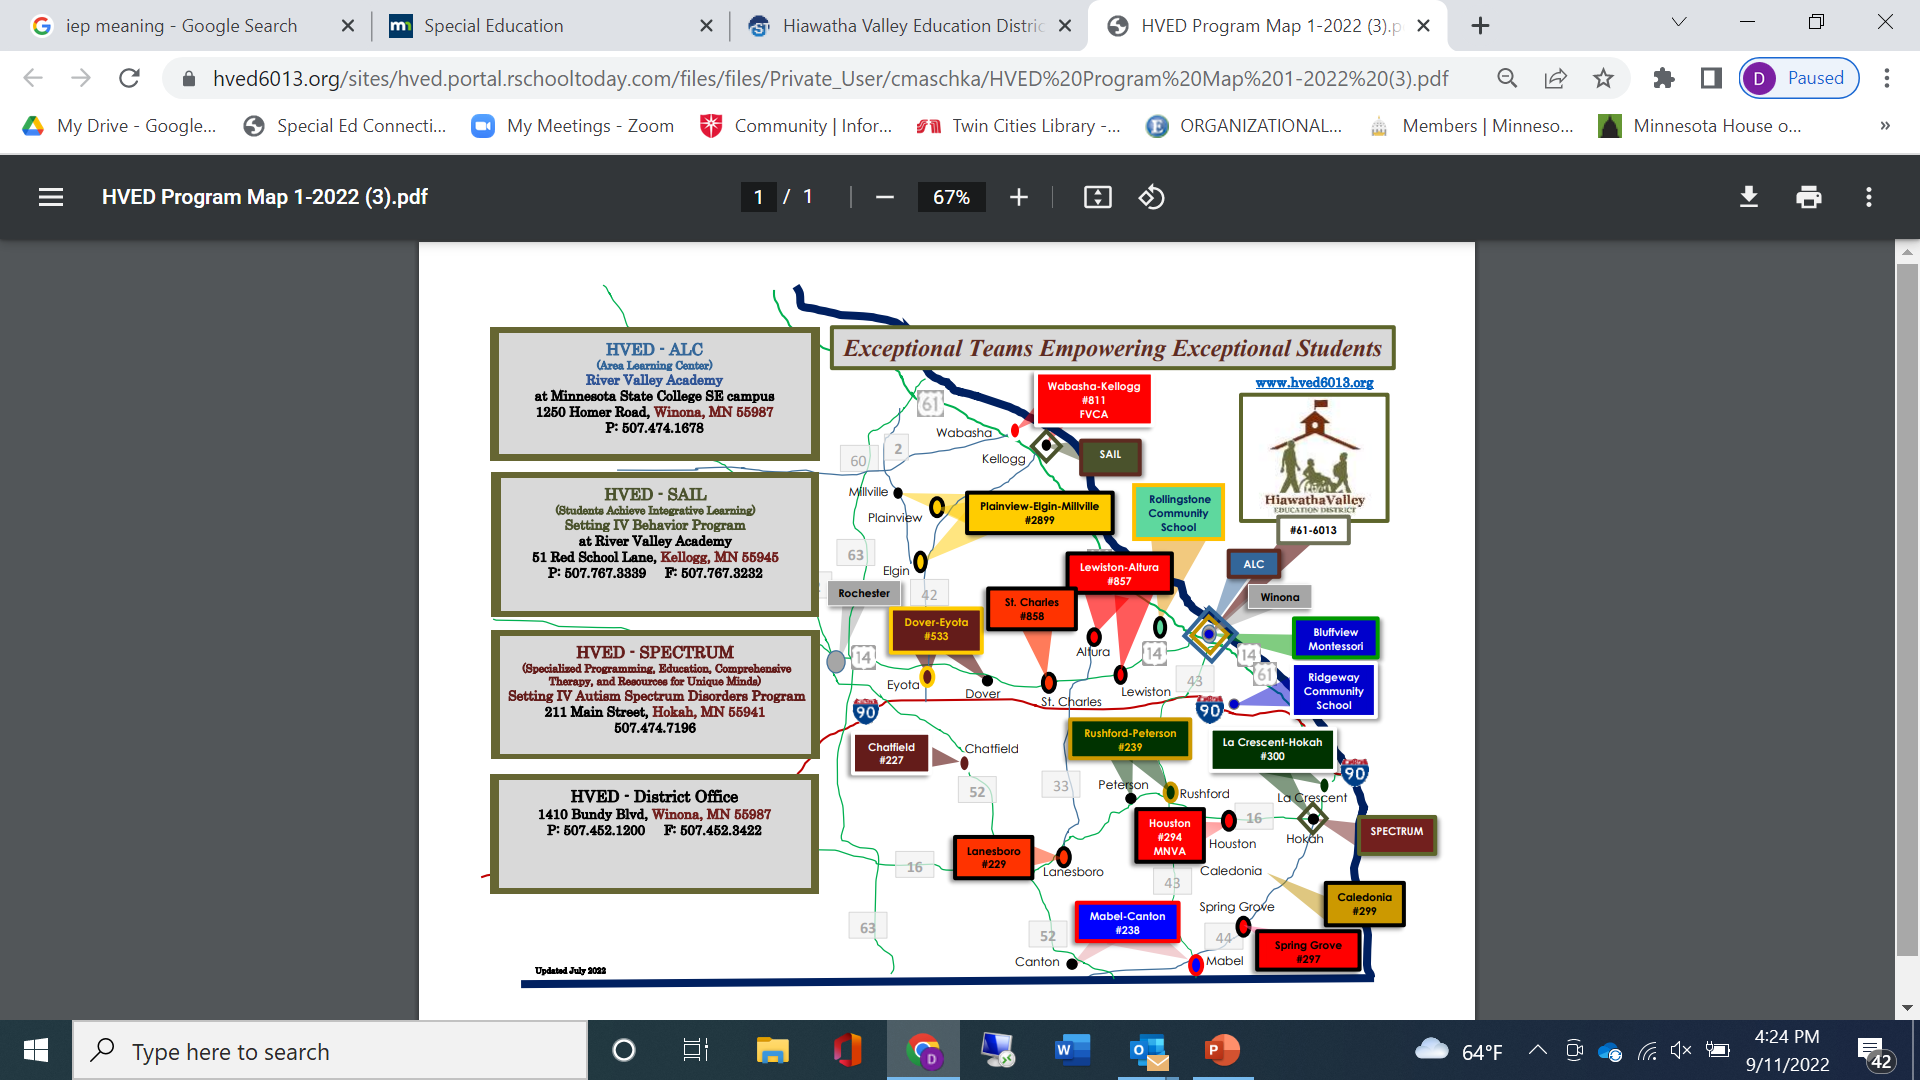 iep meaning - Google Search
Special Education
Hiawatha Valley Education Distric
HVED Program Map 1-2022 (3).p
hved6013.org/sites/hved.portal.rschooltoday.com/files/files/Private_User/cmaschka/HVED%20Program%20Map%201-2022%20(3).pdf
D Paused
My Drive - Google...
Special Ed Connecti...
My Meetings - Zoom
Community | Infor...
Twin Cities Library -...
ORGANIZATIONAL...
Members | Minneso...
Minnesota House o...
»
HVED Program Map 1-2022 (3).pdf
1 / 1
67%
HVED - ALC
(Area Learning Center)
River Valley Academy
at Minnesota State College SE campus
1250 Homer Road, Winona, MN 55987
P: 507.474.1678
HVED - SAIL
(Students Achieve Integrative Learning)
Setting IV Behavior Program
at River Valley Academy
51 Red School Lane, Kellogg, MN 55945
P: 507.767.3339 F: 507.767.3232
HVED - SPECTRUM
(Specialized Programming, Education, Comprehensive
Therapy, and Resources for Unique Minds)
Setting IV Autism Spectrum Disorders Program
211 Main Street, Hokah, MN 55941
507.474.7196
HVED - District Office
1410 Bundy Blvd, Winona, MN 55987
P: 507.452.1200 F: 507.452.3422
Updated July 2022
Exceptional Teams Empowering Exceptional Students
www.hved6013.org
HiawathaValley
EDUCATION DISTRICT
#61-6013
Wabasha-Kellogg
#811
FVCA
61
Wabasha
2
60
Kellogg
SAIL
Millville
Plainview
Plainview-Elgin-Millville
#2899
Rollingstone
Community
School
63
Elgin
Lewiston-Altura
#857
ALC
Rochester
42
St. Charles
#858
Winona
Dover-Eyota
#533
Bluffview
Montessori
14
Altura
14
14
61
Eyota
Dover
St. Charles
Lewiston
43
Ridgeway
Community
School
90
90
Chatfield
#227
Chatfield
Rushford-Peterson
#239
La Crescent-Hokah
#300
90
52
33
Peterson
Rushford
La Crescent
Houston
#294
MNVA
Houston
16
Hokah
SPECTRUM
Lanesboro
#229
16
Lanesboro
43
Caledonia
Caledonia
#299
63
52
Mabel-Canton
#238
Spring Grove
44
Spring Grove
#297
Canton
Mabel
Type here to search
64°F
4:24 PM
9/11/2022
42